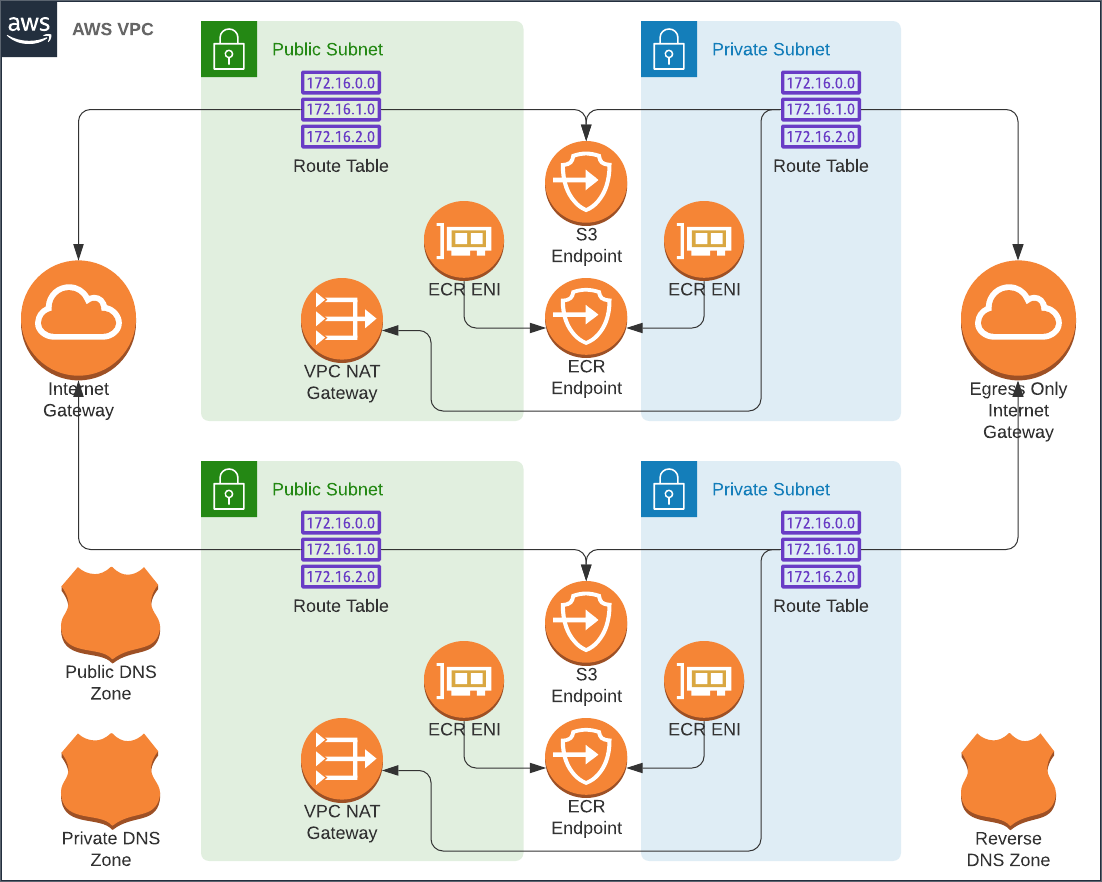 aws
AWS VPC
Public Subnet
172.16.0.0
172.16.1.0
172.16.2.0
Route Table
Private Subnet
172.16.0.0
172.16.1.0
172.16.2.0
Route Table
S3
Endpoint
ECR ENI
ECR ENI
ECR
Endpoint
VPC NAT
Gateway
Internet
Gateway
Egress Only
Internet
Gateway
Public Subnet
172.16.0.0
172.16.1.0
172.16.2.0
Route Table
Private Subnet
172.16.0.0
172.16.1.0
172.16.2.0
Route Table
S3
Endpoint
ECR ENI
ECR ENI
ECR
Endpoint
VPC NAT
Gateway
Public DNS
Zone
Private DNS
Zone
Reverse
DNS Zone